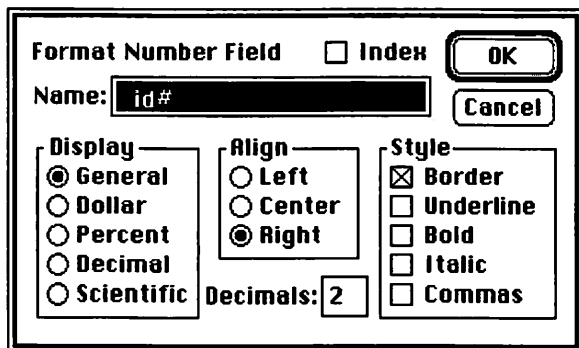 Format Number Field Index OK
Name: id# Cancel
Display Align Style
General Left Border
Dollar Center Underline
Percent Right Bold
Decimal Italic
Scientific Decimals: 2 Commas